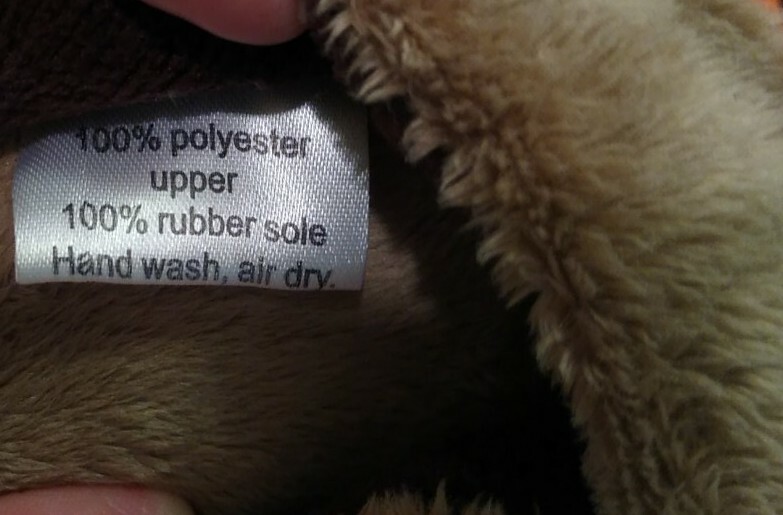 100% polyester
upper
100% rubber sole
Hand wash, air dry.